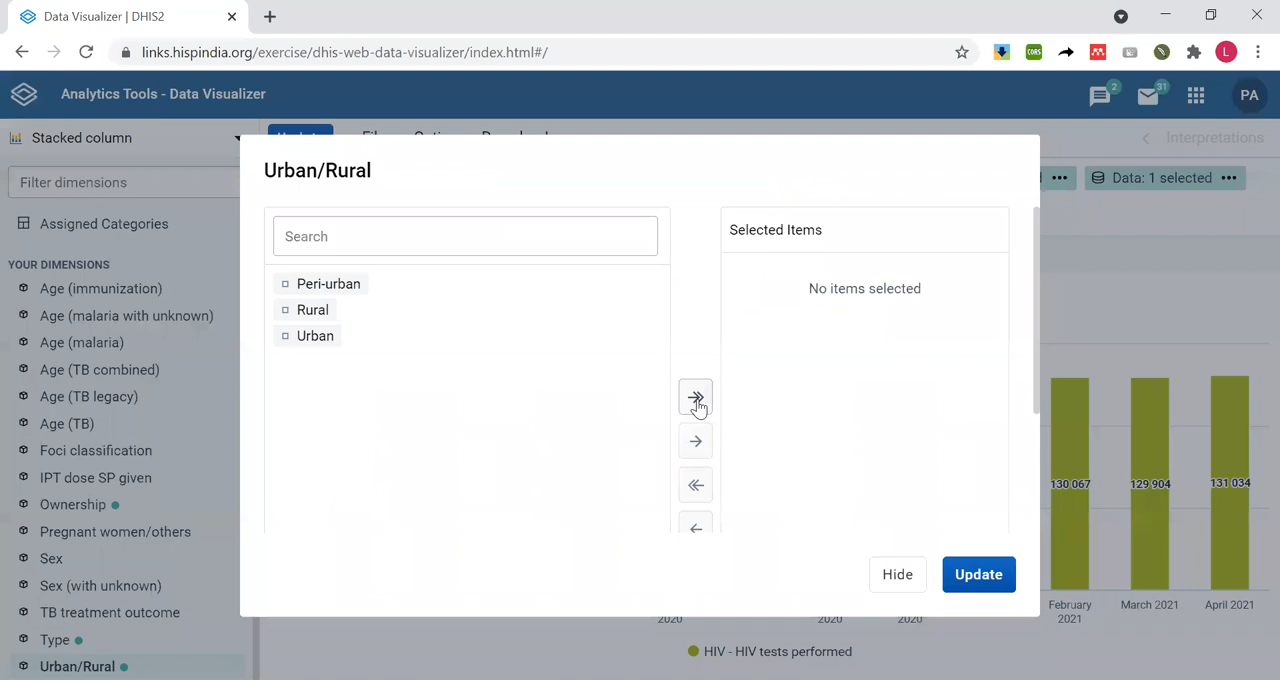 Data Visualizer | DHIS2
links.hispindia.org/exercise/dhis-web-data-visualizer/index.html#/
CORS
L
Analytics Tools - Data Visualizer
2
31
PA
Stacked column
Interpretations
Filter dimensions
Data: 1 selected
Assigned Categories
YOUR DIMENSIONS
Age (immunization)
Age (malaria with unknown)
Age (malaria)
Age (TB combined)
Age (TB legacy)
Age (TB)
Foci classification
IPT dose SP given
Ownership
Pregnant women/others
Sex
Sex (with unknown)
TB treatment outcome
Type
Urban/Rural
Urban/Rural
Search
Peri-urban
Rural
Urban
Selected Items
No items selected
Hide
Update
130 067
129 904
131 034
February 2021
March 2021
April 2021
2020
2020
2020
HIV - HIV tests performed